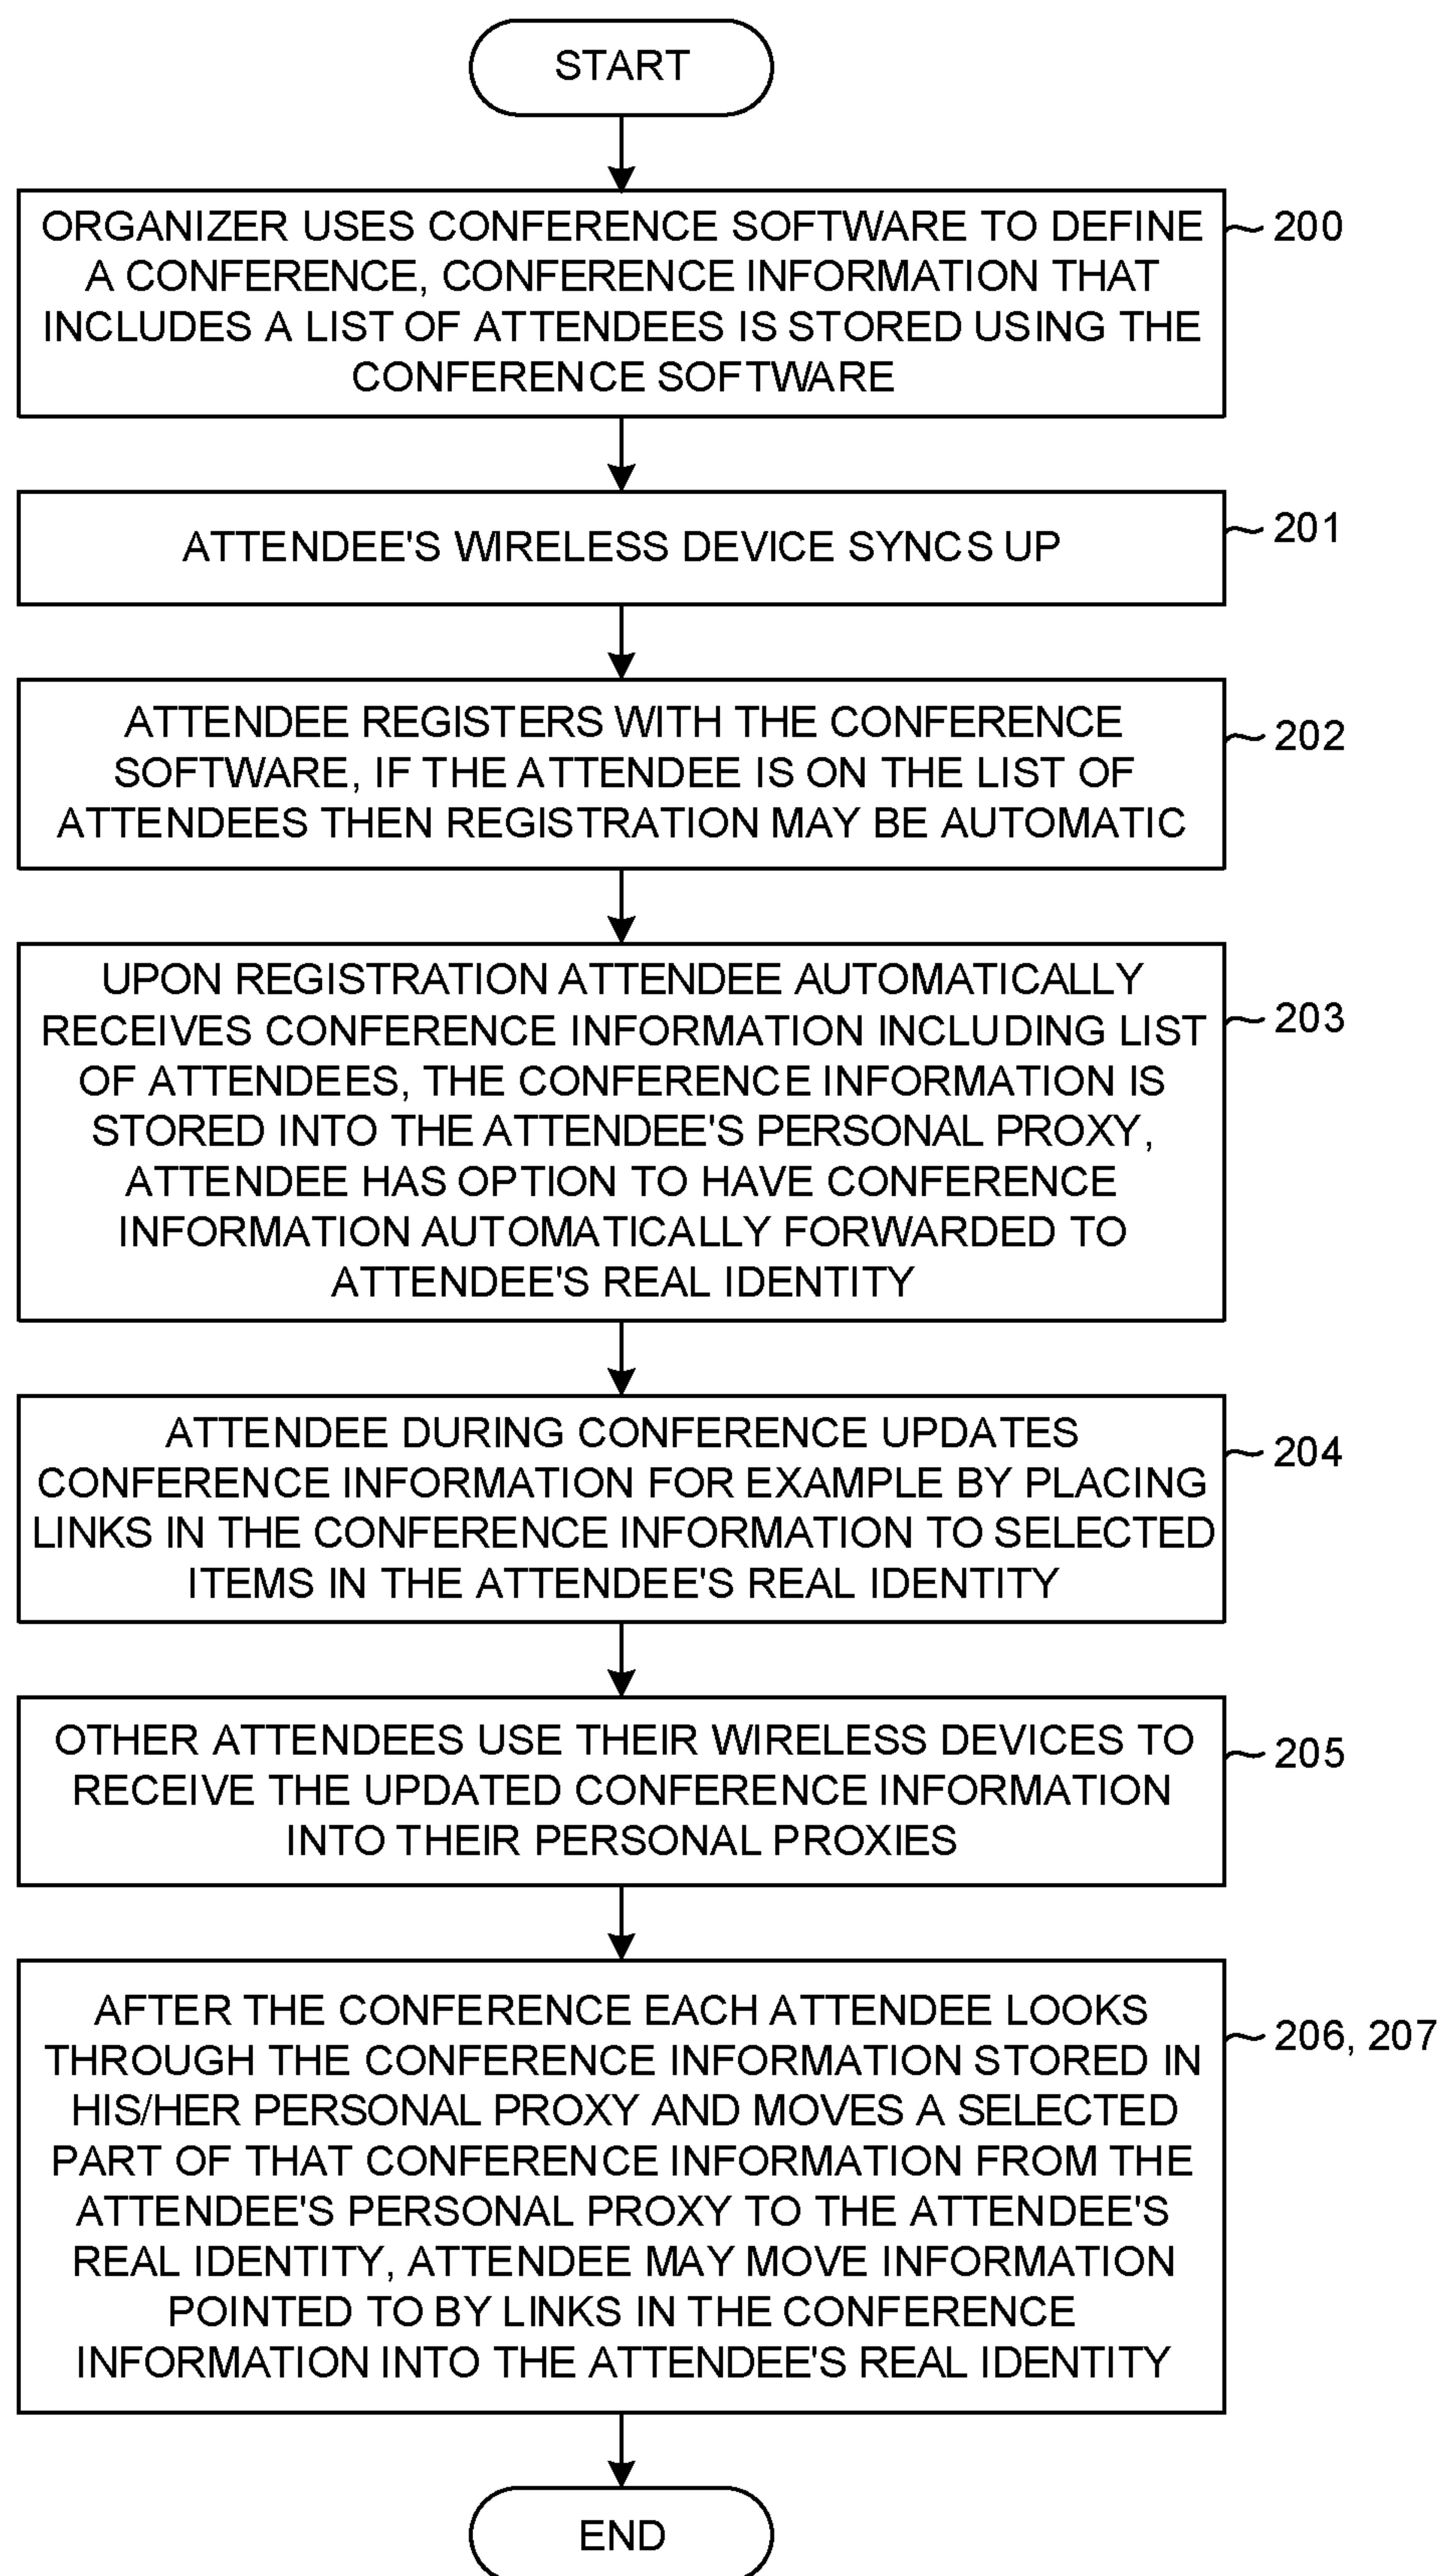 START
ORGANIZER USES CONFERENCE SOFTWARE TO DEFINE
A CONFERENCE, CONFERENCE INFORMATION THAT
INCLUDES A LIST OF ATTENDEES IS STORED USING THE
CONFERENCE SOFTWARE
200
ATTENDEE'S WIRELESS DEVICE SYNCS UP
201
ATTENDEE REGISTERS WITH THE CONFERENCE
SOFTWARE, IF THE ATTENDEE IS ON THE LIST OF
ATTENDEES THEN REGISTRATION MAY BE AUTOMATIC
202
UPON REGISTRATION ATTENDEE AUTOMATICALLY
RECEIVES CONFERENCE INFORMATION INCLUDING LIST
OF ATTENDEES, THE CONFERENCE INFORMATION IS
STORED INTO THE ATTENDEE'S PERSONAL PROXY,
ATTENDEE HAS OPTION TO HAVE CONFERENCE
INFORMATION AUTOMATICALLY FORWARDED TO
ATTENDEE'S REAL IDENTITY
203
ATTENDEE DURING CONFERENCE UPDATES
CONFERENCE INFORMATION FOR EXAMPLE BY PLACING
LINKS IN THE CONFERENCE INFORMATION TO SELECTED
ITEMS IN THE ATTENDEE'S REAL IDENTITY
204
OTHER ATTENDEES USE THEIR WIRELESS DEVICES TO
RECEIVE THE UPDATED CONFERENCE INFORMATION
INTO THEIR PERSONAL PROXIES
205
AFTER THE CONFERENCE EACH ATTENDEE LOOKS
THROUGH THE CONFERENCE INFORMATION STORED IN
HIS/HER PERSONAL PROXY AND MOVES A SELECTED
PART OF THAT CONFERENCE INFORMATION FROM THE
ATTENDEE'S PERSONAL PROXY TO THE ATTENDEE'S
REAL IDENTITY, ATTENDEE MAY MOVE INFORMATION
POINTED TO BY LINKS IN THE CONFERENCE
INFORMATION INTO THE ATTENDEE'S REAL IDENTITY
206, 207
END